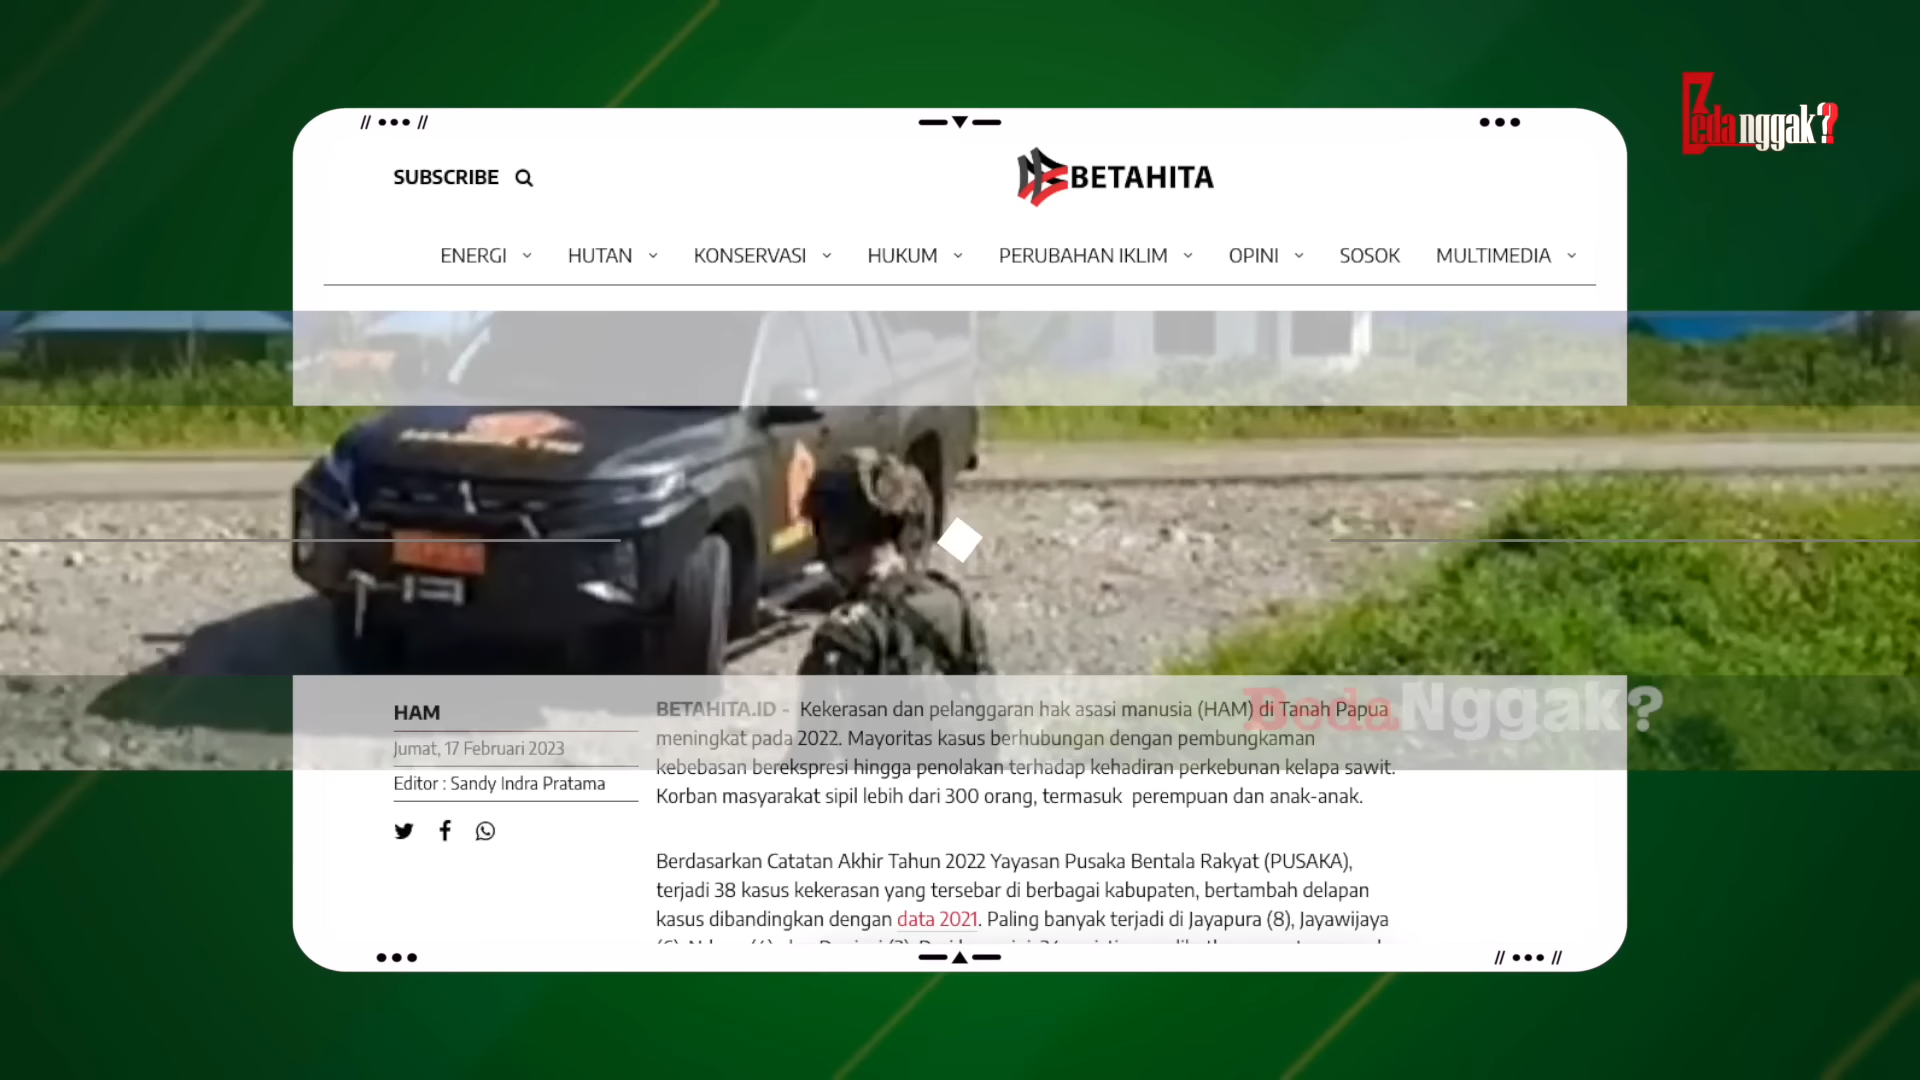 Beda nggak?
SUBSCRIBE
BETAHITA
ENERGI HUTAN KONSERVASI HUKUM PERUBAHAN IKLIM OPINI SOSOK MULTIMEDIA
BedaNggak?
HAM
Jumat, 17 Februari 2023
Editor : Sandy Indra Pratama
BETAHITA.ID - Kekerasan dan pelanggaran hak asasi manusia (HAM) di Tanah Papua
meningkat pada 2022. Mayoritas kasus berhubungan dengan pembungkaman
kebebasan berekspresi hingga penolakan terhadap kehadiran perkebunan kelapa sawit.
Korban masyarakat sipil lebih dari 300 orang, termasuk perempuan dan anak-anak.
Berdasarkan Catatan Akhir Tahun 2022 Yayasan Pusaka Bentala Rakyat (PUSAKA),
terjadi 38 kasus kekerasan yang tersebar di berbagai kabupaten, bertambah delapan
kasus dibandingkan dengan data 2021. Paling banyak terjadi di Jayapura (8), Jayawijaya